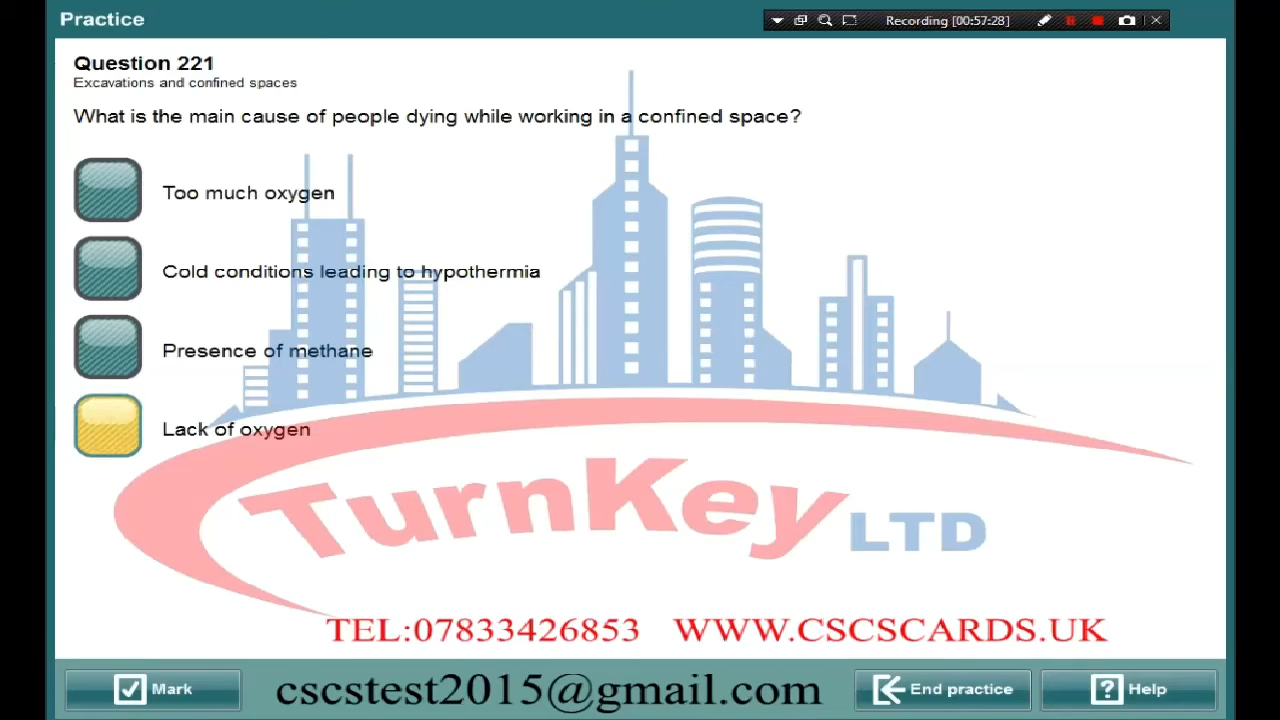 Practice
Recording [00:57:28]
Question 221
Excavations and confined spaces
What is the main cause of people dying while working in a confined space?
Too much oxygen
Cold conditions leading to hypothermia
Presence of methane
Lack of oxygen
TurnKey LTD
TEL:07833426853 WWW.CSCSCARDS.UK
Mark
cscstest2015@gmail.com
End practice
Help